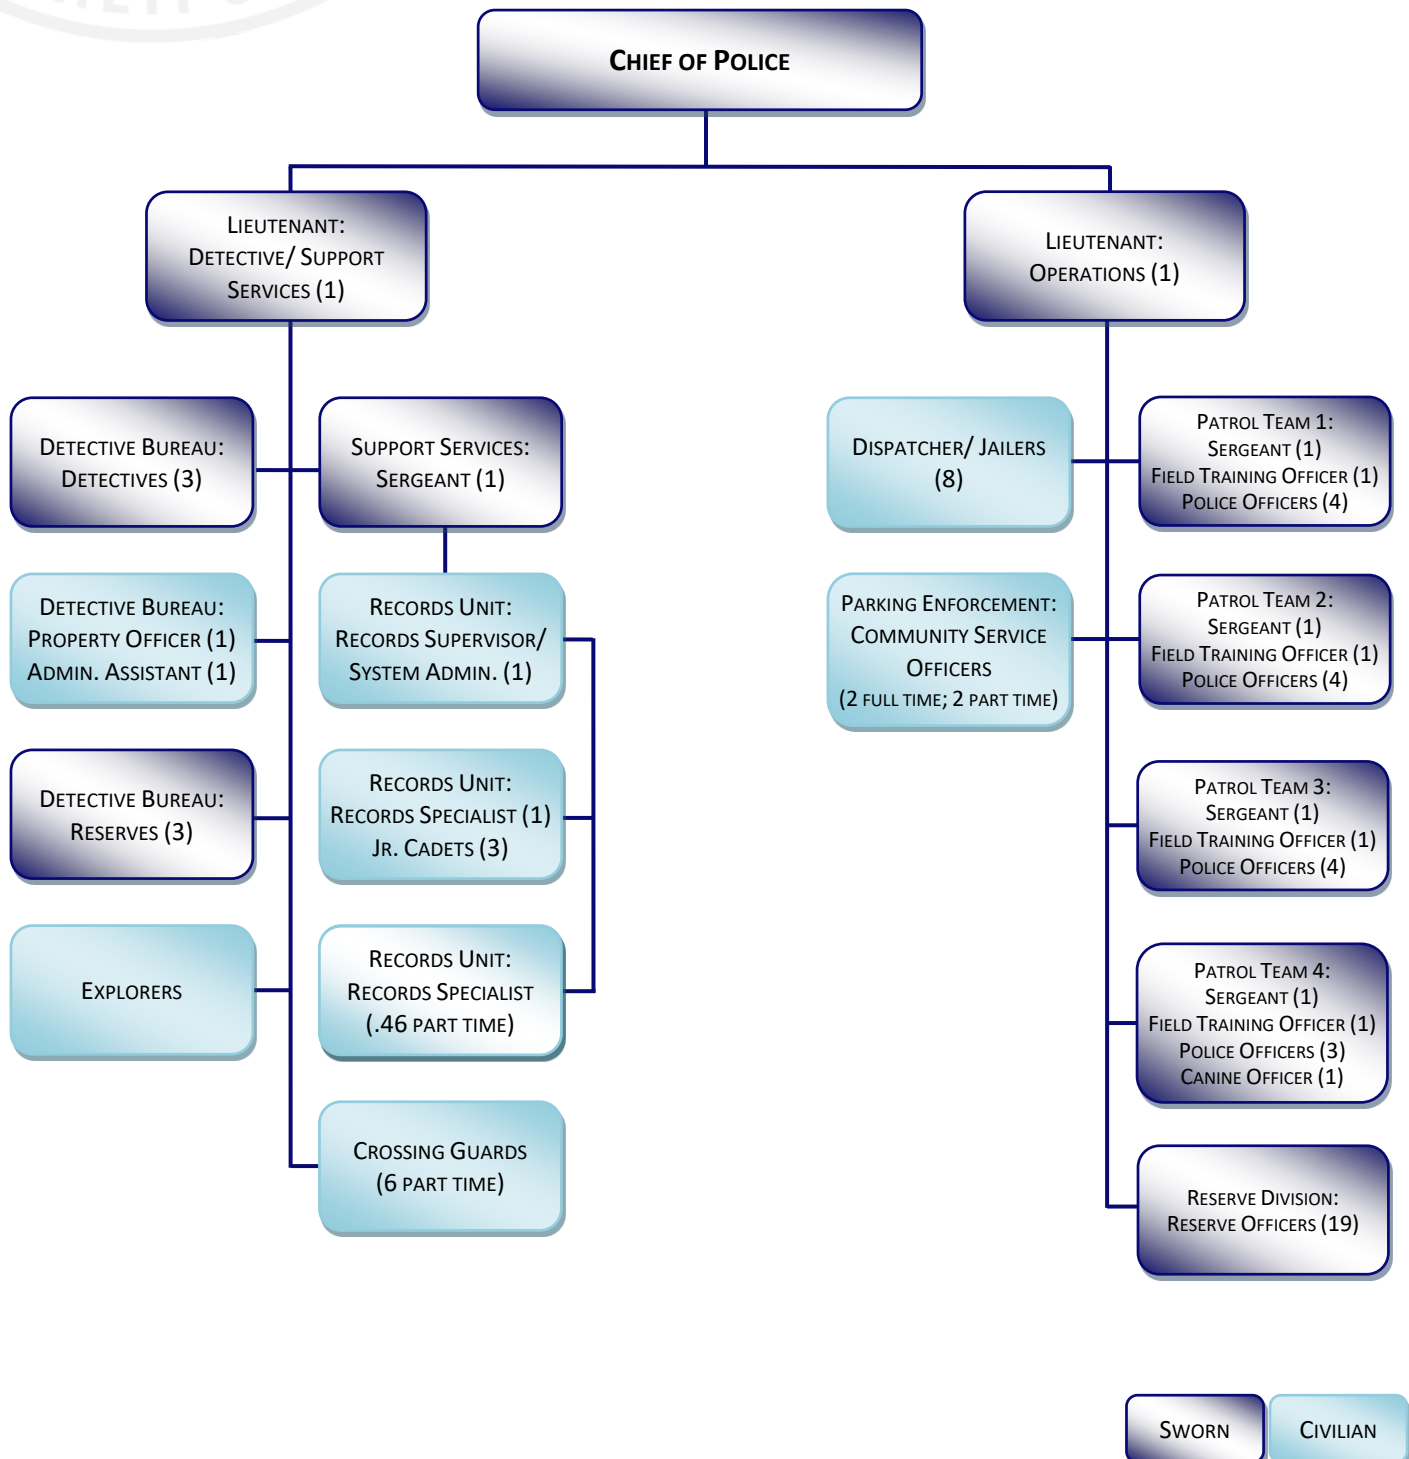 CHIEF OF POLICE
LIEUTENANT:
DETECTIVE/ SUPPORT
SERVICES (1)
LIEUTENANT:
OPERATIONS (1)
DETECTIVE BUREAU:
DETECTIVES (3)
SUPPORT SERVICES:
SERGEANT (1)
DISPATCHER/ JAILERS
(8)
PATROL TEAM 1:
SERGEANT (1)
FIELD TRAINING OFFICER (1)
POLICE OFFICERS (4)
DETECTIVE BUREAU:
PROPERTY OFFICER (1)
ADMIN. ASSISTANT (1)
RECORDS UNIT:
RECORDS SUPERVISOR/
SYSTEM ADMIN. (1)
PARKING ENFORCEMENT:
COMMUNITY SERVICE
OFFICERS
(2 FULL TIME; 2 PART TIME)
PATROL TEAM 2:
SERGEANT (1)
FIELD TRAINING OFFICER (1)
POLICE OFFICERS (4)
DETECTIVE BUREAU:
RESERVES (3)
RECORDS UNIT:
RECORDS SPECIALIST (1)
JR. CADETS (3)
PATROL TEAM 3:
SERGEANT (1)
FIELD TRAINING OFFICER (1)
POLICE OFFICERS (4)
EXPLORERS
RECORDS UNIT:
RECORDS SPECIALIST
(.46 PART TIME)
PATROL TEAM 4:
SERGEANT (1)
FIELD TRAINING OFFICER (1)
POLICE OFFICERS (3)
CANINE OFFICER (1)
CROSSING GUARDS
(6 PART TIME)
RESERVE DIVISION:
RESERVE OFFICERS (19)
SWORN
CIVILIAN